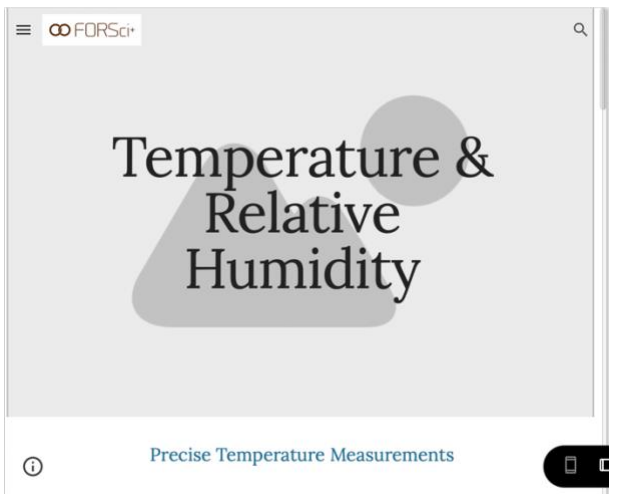 FORSci+
Temperature &
Relative
Humidity
Precise Temperature Measurements